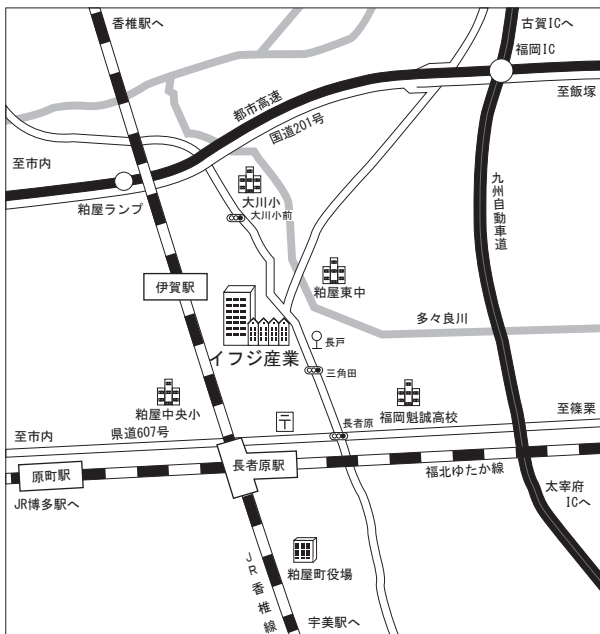 香椎駅へ
古賀ICへ
福岡IC
至飯塚
都市高速
国道201号
至市内
粕屋ランプ
大川小
大川小前
九州自動車道
伊賀駅
粕屋東中
多々良川
長戸
イフジ産業
三角田
粕屋中央小
〒
長者原
福岡魁誠高校
至篠栗
至市内
県道607号
原町駅
長者原駅
福北ゆたか線
JR博多駅へ
太宰府
ICへ
粕屋町役場
JR香椎線
宇美駅へ